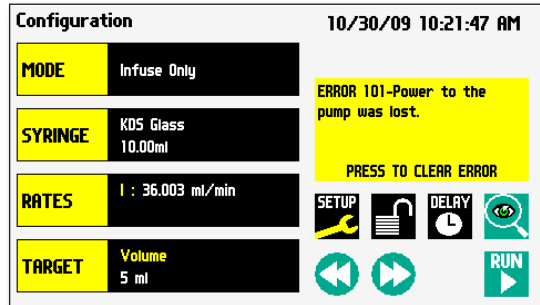 Configuration
10/30/09 10:21:47 AM
MODE
Infuse Only
SYRINGE
KDS Glass
10.00ml
RATES
I : 36.003 ml/min
TARGET
Volume
5 ml
ERROR 101-Power to the
pump was lost.
PRESS TO CLEAR ERROR
SETUP
DELAY
RUN